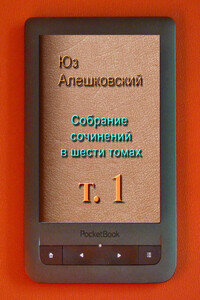 Юз
Алешковский
Собрание
сочинений
в шести томах
т. 1
PocketBook